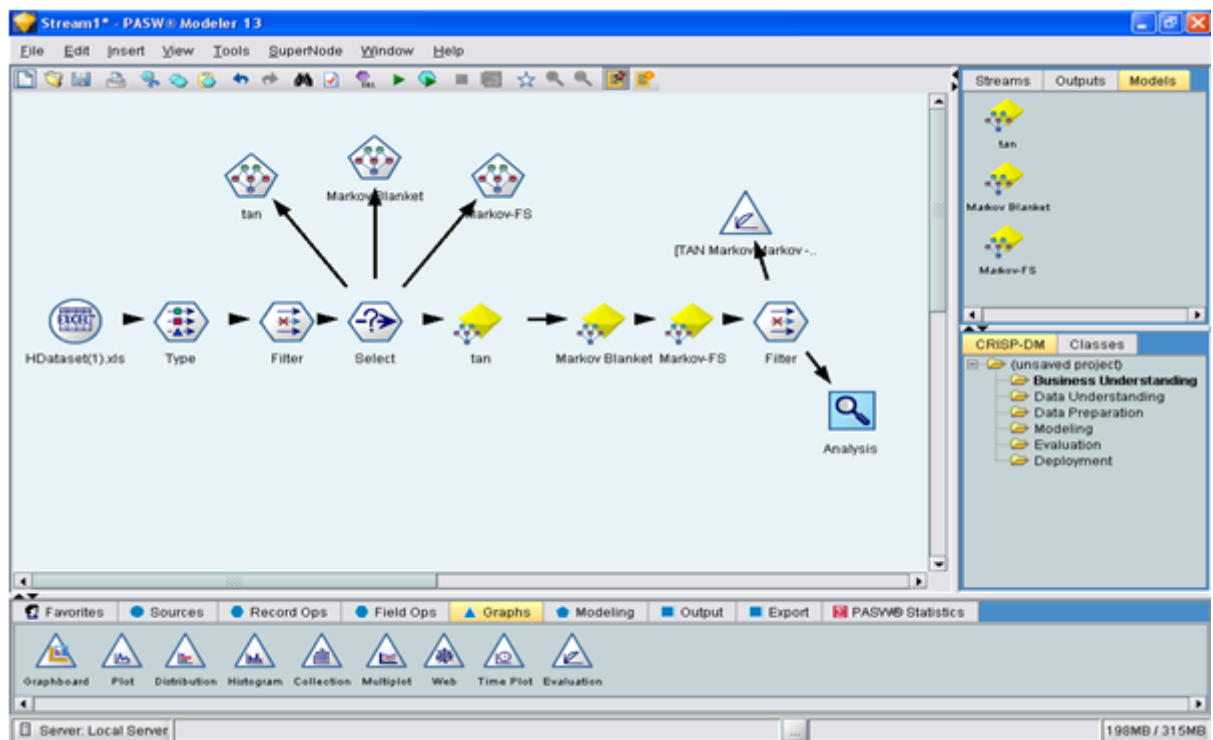 Stream1* - PASW® Modeler 13
File Edit Insert View Tools SuperNode Window Help
Streams Outputs Models
tan
Markov Blanket
Markov-FS
tan
Markov Blanket
Markov-FS
[TAN Markov Markov -..
HDataset(1).xls
EXCEL
Type
Filter
Select
tan
Markov Blanket
Markov-FS
Filter
Analysis
CRISP-DM Classes
(unsaved project)
Business Understanding
Data Understanding
Data Preparation
Modeling
Evaluation
Deployment
Favorites Sources Record Ops Field Ops Graphs Modeling Output Export PASW® Statistics
Graphboard Plot Distribution Histogram Collection Multiplot Web Time Plot Evaluation
Server: Local Server
...
198MB / 315MB